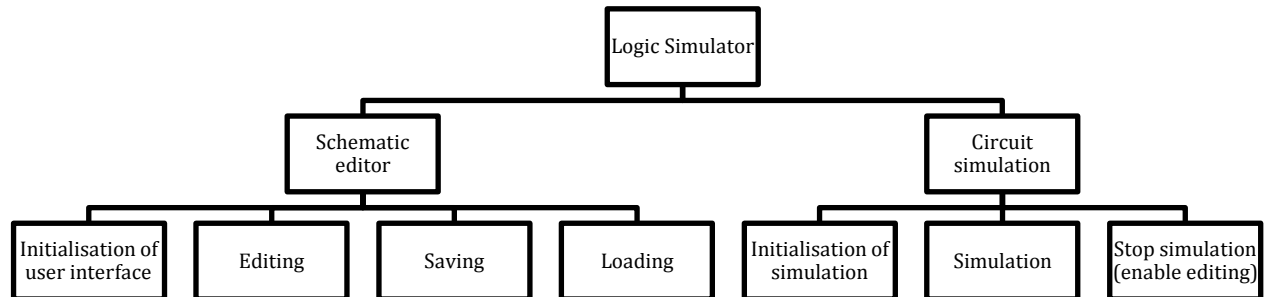 Logic Simulator
Schematic
editor
Circuit
simulation
Initialisation of
user interface
Editing
Saving
Loading
Initialisation of
simulation
Simulation
Stop simulation
(enable editing)